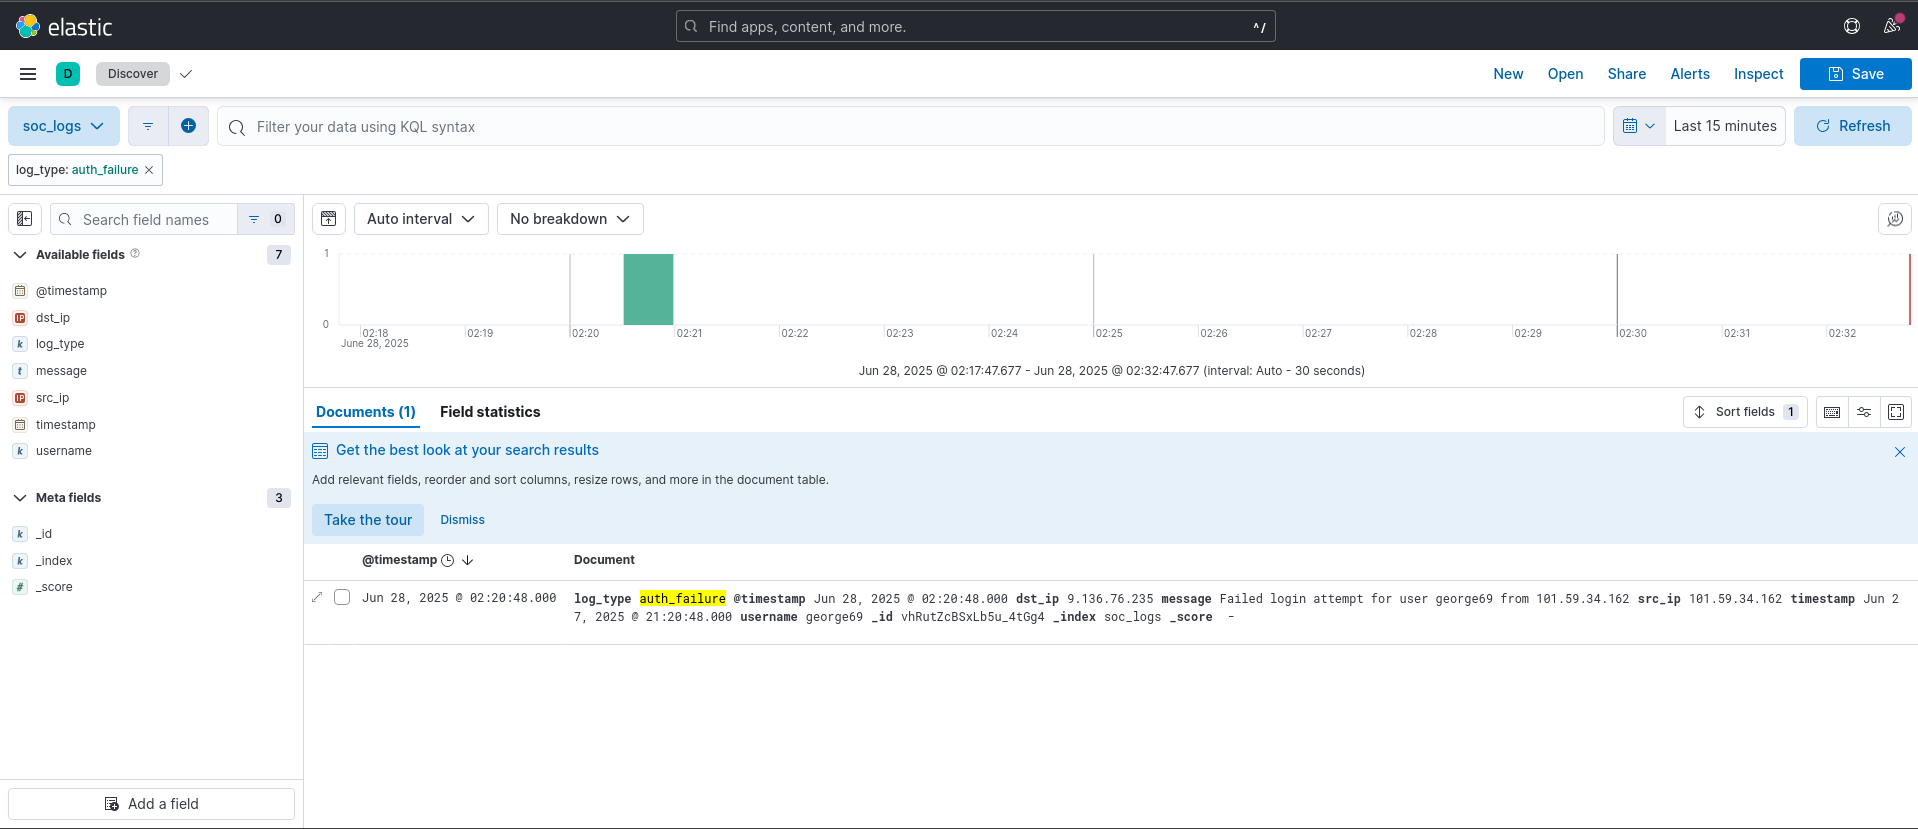 elastic
Find apps, content, and more.
^/
D
Discover
New
Open
Share
Alerts
Inspect
Save
soc_logs
Filter your data using KQL syntax
Last 15 minutes
Refresh
log_type: auth_failure
Search field names
0
Auto interval
No breakdown
Available fields
7
@timestamp
dst_ip
log_type
message
src_ip
timestamp
username
Meta fields
3
_id
_index
_score
Add a field
1
0
02:18 02:19 02:20 02:21 02:22 02:23 02:24 02:25 02:26 02:27 02:28 02:29 02:30 02:31 02:32
June 28, 2025
Jun 28, 2025 @ 02:17:47.677 - Jun 28, 2025 @ 02:32:47.677 (interval: Auto - 30 seconds)
Documents (1)
Field statistics
Sort fields 1
Get the best look at your search results
Add relevant fields, reorder and sort columns, resize rows, and more in the document table.
Take the tour
Dismiss
@timestamp
Document
Jun 28, 2025 @ 02:20:48.000
log_type auth_failure @timestamp Jun 28, 2025 @ 02:20:48.000 dst_ip 9.136.76.235 message Failed login attempt for user george69 from 101.59.34.162 src_ip 101.59.34.162 timestamp Jun 2
7, 2025 @ 21:20:48.000 username george69 _id vhRutZcBSxLb5u_4tGg4 _index soc_logs _score -